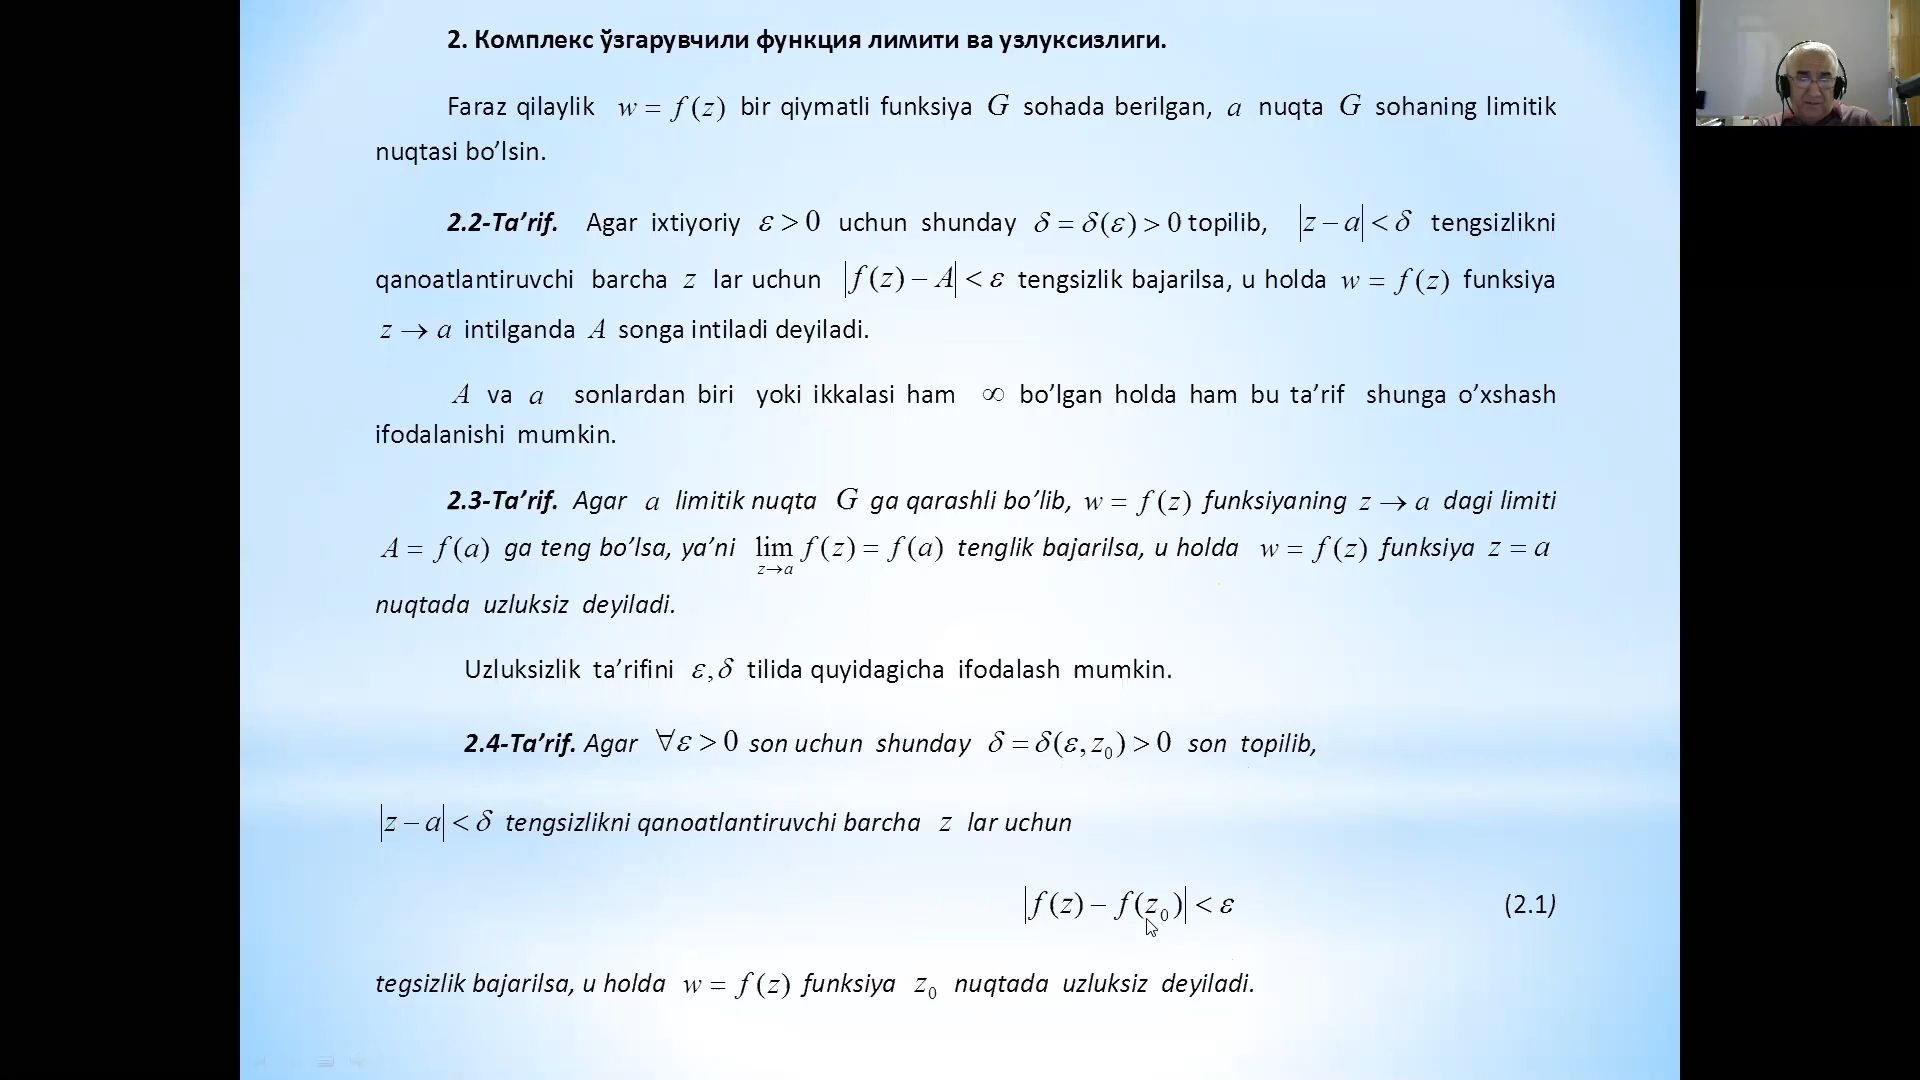 2. Комплекс ўзгарувчили функция лимити ва узлуксизлиги.
Faraz qilaylik w = f(z) bir qiymatli funksiya G sohada berilgan, a nuqta G sohaning limitik
nuqtasi bo’lsin.
2.2-Ta’rif. Agar ixtiyoriy ε > 0 uchun shunday δ = δ(ε) > 0 topilib, |z − a| < δ tengsizlikni
qanoatlantiruvchi barcha z lar uchun |f(z) − A| < ε tengsizlik bajarilsa, u holda w = f(z) funksiya
z → a intilganda A songa intiladi deyiladi.
A va a sonlardan biri yoki ikkalasi ham ∞ bo’lgan holda ham bu ta’rif shunga o’xshash
ifodalanishi mumkin.
2.3-Ta’rif. Agar a limitik nuqta G ga qarashli bo’lib, w = f(z) funksiyaning z → a dagi limiti
A = f(a) ga teng bo’lsa, ya’ni lim f(z) = f(a) tenglik bajarilsa, u holda w = f(z) funksiya z = a
z→a
nuqtada uzluksiz deyiladi.
Uzluksizlik ta’rifini ε,δ tilida quyidagicha ifodalash mumkin.
2.4-Ta’rif. Agar ∀ε > 0 son uchun shunday δ = δ(ε, z₀) > 0 son topilib,
|z − a| < δ tengsizlikni qanoatlantiruvchi barcha z lar uchun
|f(z) − f(z₀)| < ε (2.1)
tegsizlik bajarilsa, u holda w = f(z) funksiya z₀ nuqtada uzluksiz deyiladi.